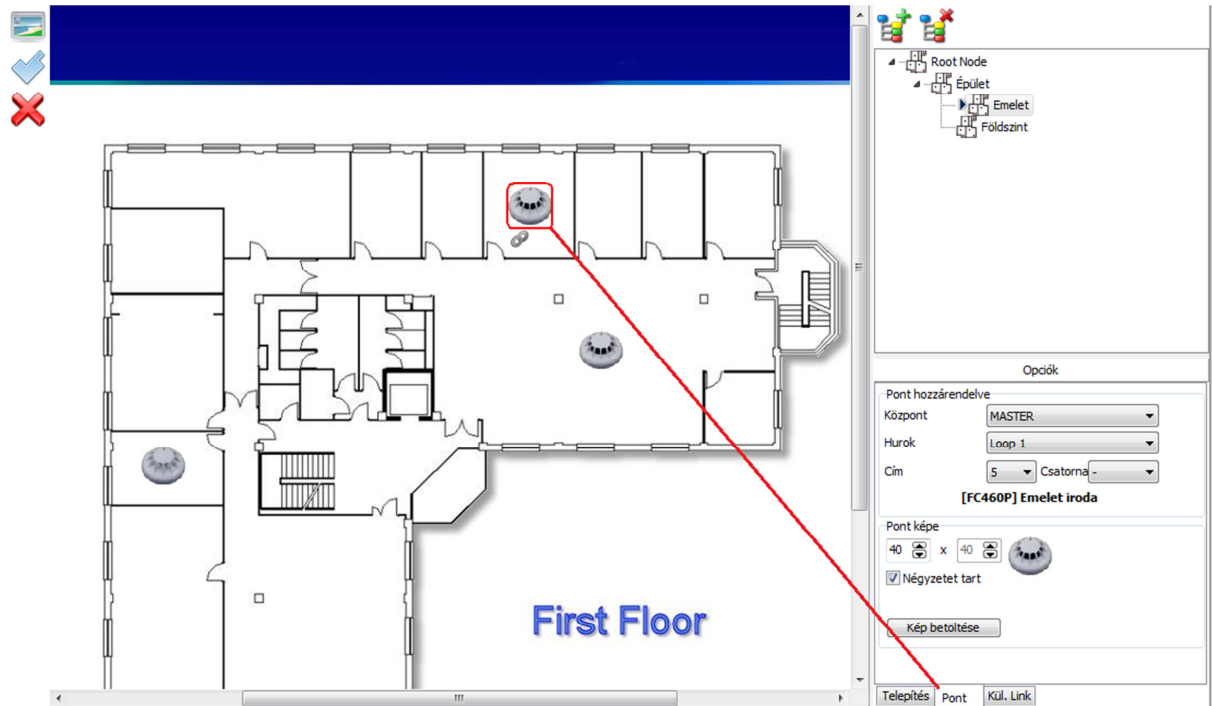 Root Node
Épület
Emelet
Földszint
Opciók
Pont hozzárendelve
Központ MASTER
Hurok Loop 1
Cím 5 Csatorna -
[FC460P] Emelet iroda
Pont képe
40 x 40
Négyzetet tart
Kép betöltése
First Floor
Telepítés Pont Kül. Link